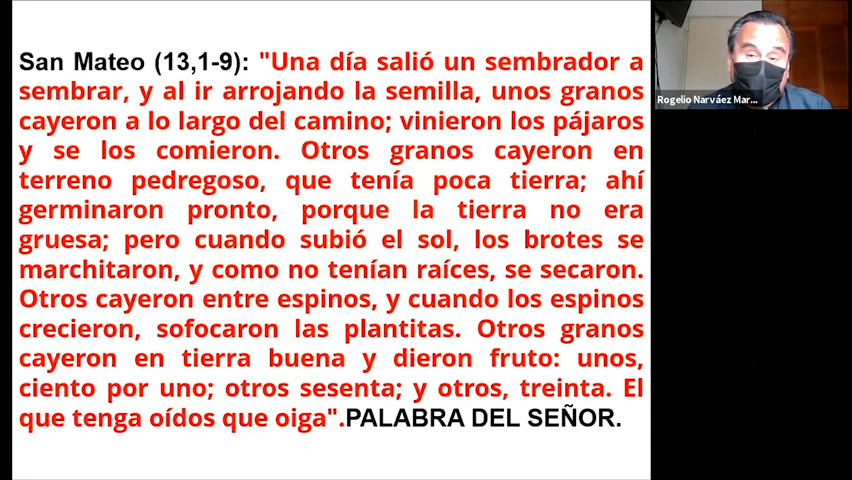 San Mateo (13,1-9): "Una día salió un sembrador a
sembrar, y al ir arrojando la semilla, unos granos
cayeron a lo largo del camino; vinieron los pájaros
y se los comieron. Otros granos cayeron en
terreno pedregoso, que tenía poca tierra; ahí
germinaron pronto, porque la tierra no era
gruesa; pero cuando subió el sol, los brotes se
marchitaron, y como no tenían raíces, se secaron.
Otros cayeron entre espinos, y cuando los espinos
crecieron, sofocaron las plantitas. Otros granos
cayeron en tierra buena y dieron fruto: unos,
ciento por uno; otros sesenta; y otros, treinta. El
que tenga oídos que oiga".PALABRA DEL SEÑOR.
Rogelio Narváez Mar...